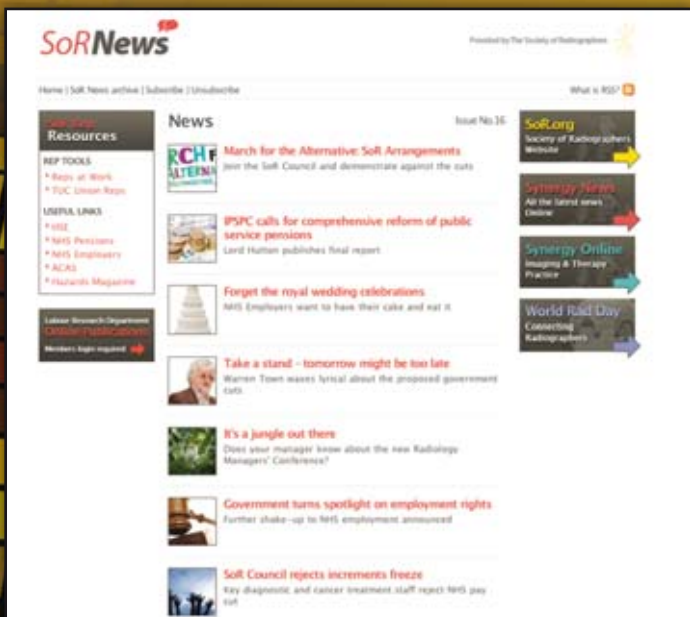 SoRNews
Provided by The Society of Radiographers
Home | SoR News archive | Subscribe | Unsubscribe
What is RSS?
Resources
REP TOOLS
* Reps at Work
* TUC Union Reps
USEFUL LINKS
* HSE
* NHS Pensions
* NHS Employers
* ACAS
* Hazards Magazine
Labour Research Department
Online Publications
Members login required
News
Issue No.16
March for the Alternative: SoR Arrangements
Join the SoR Council and demonstrate against the cuts
IPSPC calls for comprehensive reform of public
service pensions
Lord Hutton publishes final report
Forget the royal wedding celebrations
NHS Employers want to have their cake and eat it
Take a stand - tomorrow might be too late
Warren Town waxes lyrical about the proposed government
cuts
It's a jungle out there
Does your manager know about the new Radiology
Managers' Conference?
Government turns spotlight on employment rights
Further shake-up to NHS employment announced
SoR Council rejects increments freeze
Key diagnostic and cancer treatment staff reject NHS pay
cut
RCH F
ALTERNA
SoR.org
Society of Radiographers
Website
Synergy News
All the latest news
Online
Synergy Online
Imaging & Therapy
Practice
World Rad Day
Connecting
Radiographers